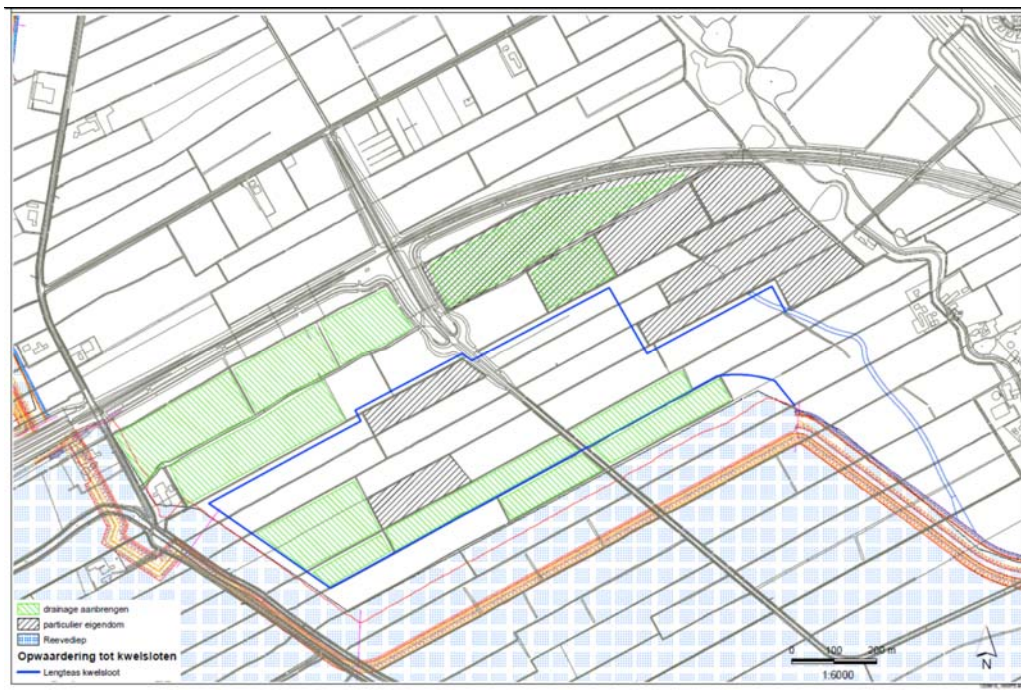 drainage aanbrengen
particulier eigendom
Reevediep
Opwaardering tot kwelsloten
Lengteas kwelsloot
0 100 200 m
1:6000
N